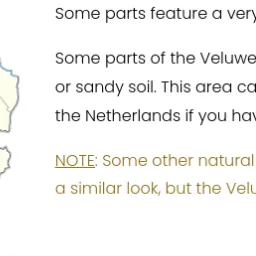 Some parts feature a very
Some parts of the Veluwe
or sandy soil. This area ca
the Netherlands if you hav
NOTE: Some other natural
a similar look, but the Velu